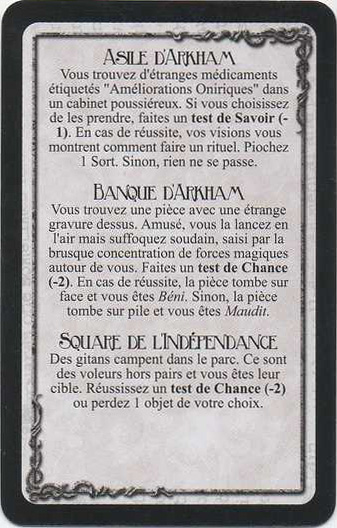 ASILE D'ARKHAM
Vous trouvez d'étranges médicaments
étiquetés "Améliorations Oniriques" dans
un cabinet poussiéreux. Si vous choisissez
de les prendre, faites un test de Savoir (-
1). En cas de réussite, vos visions vous
montrent comment faire un rituel. Piochez
1 Sort. Sinon, rien ne se passe.
BANQUE D'ARKHAM
Vous trouvez une pièce avec une étrange
gravure dessus. Amusé, vous la lancez en
l'air mais suffoquez soudain, saisi par la
brusque concentration de forces magiques
autour de vous. Faites un test de Chance
(-2). En cas de réussite, la pièce tombe sur
face et vous êtes Béni. Sinon, la pièce
tombe sur pile et vous êtes Maudit.
SQUARE DE L'INDÉPENDANCE
Des gitans campent dans le parc. Ce sont
des voleurs hors pairs et vous êtes leur
cible. Réussissez un test de Chance (-2)
ou perdez 1 objet de votre choix.